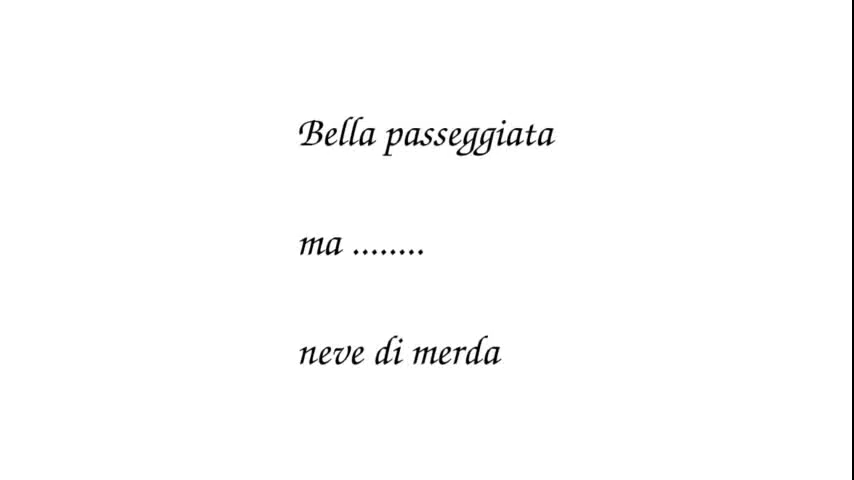 Bella passeggiata
ma ........
neve di merda